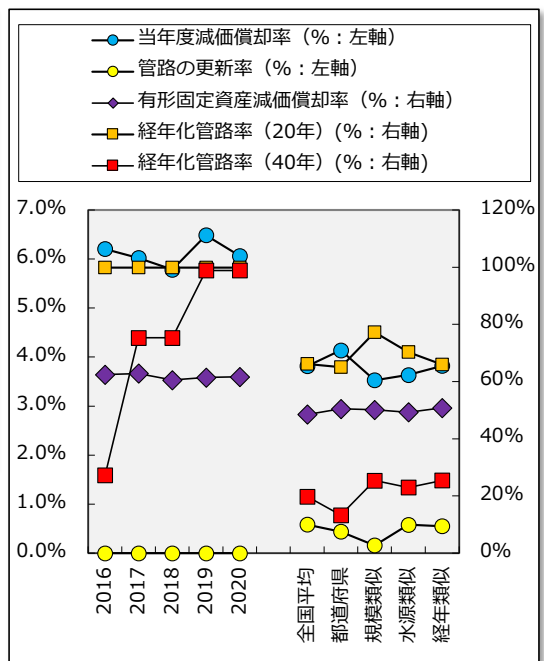 当年度減価償却率（%：左軸）
管路の更新率（%：左軸）
有形固定資産減価償却率（%：右軸）
経年化管路率（20年）(%：右軸)
経年化管路率（40年）(%：右軸)
7.0%
6.0%
5.0%
4.0%
3.0%
2.0%
1.0%
0.0%
120%
100%
80%
60%
40%
20%
0%
2016
2017
2018
2019
2020
全国平均
都道府県
規模類似
水源類似
経年類似